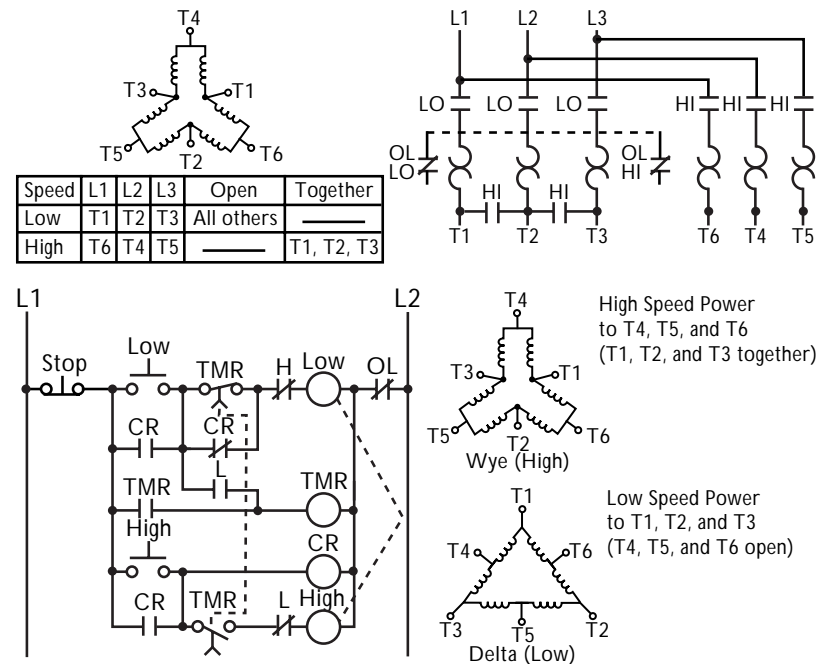 T4
T3
T1
T5
T2
T6
Speed L1 L2 L3 Open Together
Low T1 T2 T3 All others
High T6 T4 T5 T1, T2, T3
L1 L2 L3
LO LO LO HI HI HI
OL
LO
OL
HI
HI HI
T1 T2 T3 T6 T4 T5
L1 L2
Stop Low TMR H Low OL
CR CR
L
TMR TMR
High
CR
CR TMR L High
T4
T3 T1
T5 T2 T6
Wye (High)
High Speed Power
to T4, T5, and T6
(T1, T2, and T3 together)
T1
T4 T6
T3 T5 T2
Delta (Low)
Low Speed Power
to T1, T2, and T3
(T4, T5, and T6 open)